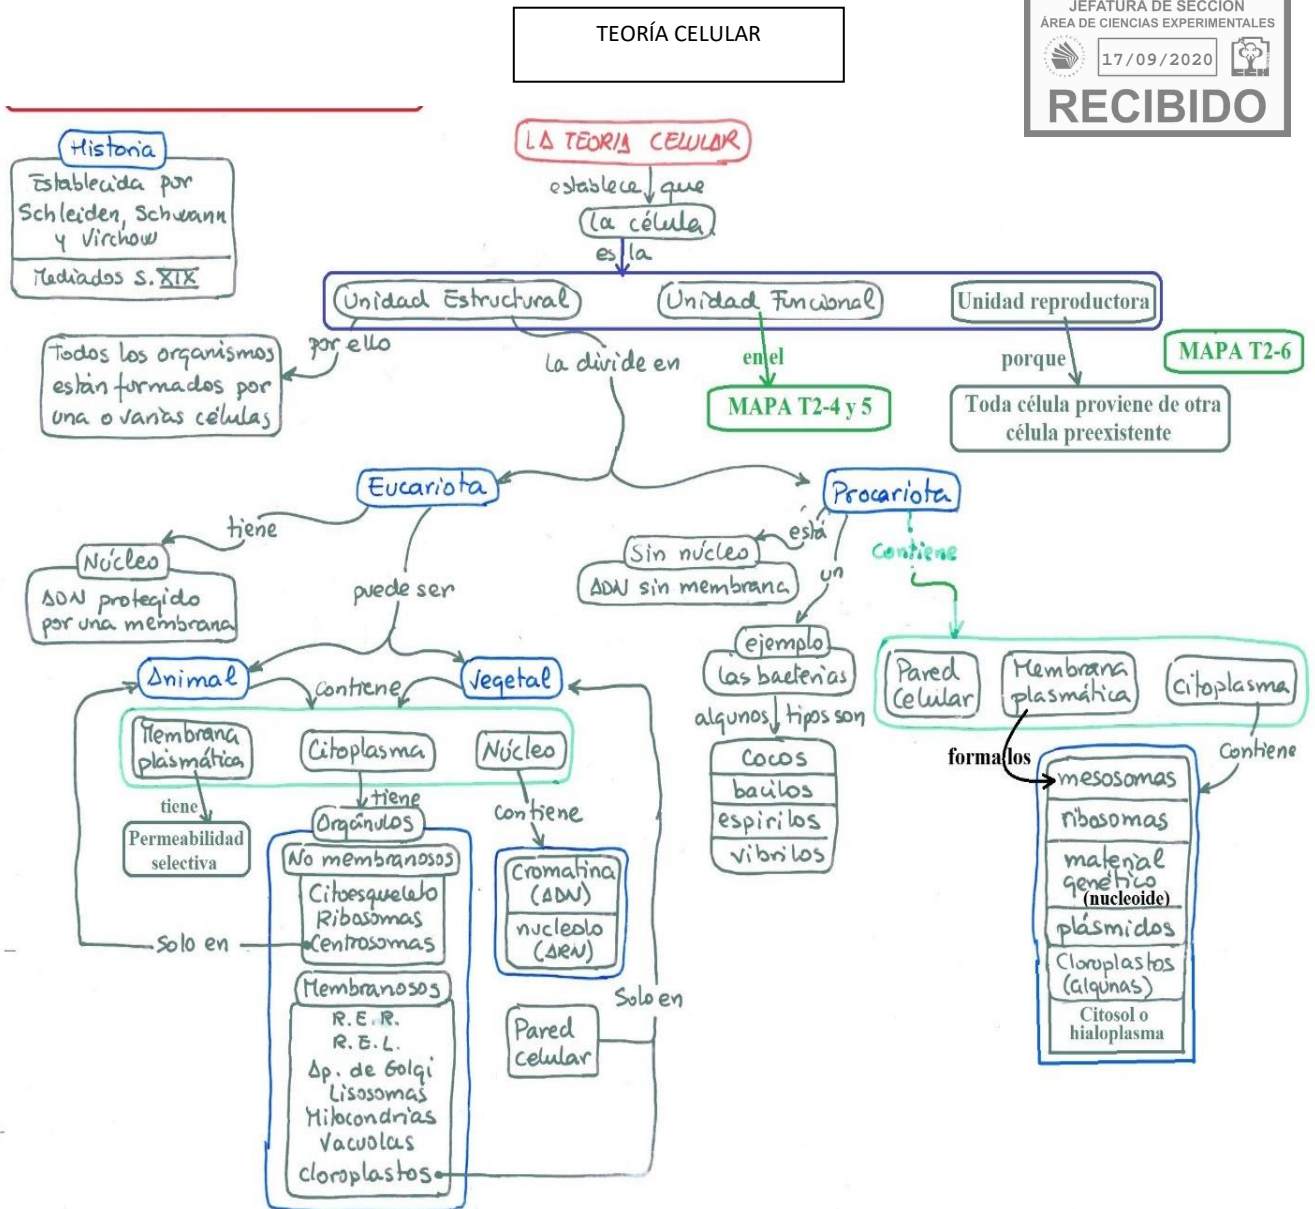 TEORÍA CELULAR
JEFATURA DE SECCIÓN
ÁREA DE CIENCIAS EXPERIMENTALES
17/09/2020
CCH
RECIBIDO
Historia
Establecida por
Schleiden, Schwann
y Virchow
Mediados S. XIX
LA TEORIA CELULAR
establece que
la célula
es la
Unidad Estructural
Unidad Funcional
Unidad reproductora
por ello
Todos los organismos
están formados por
una o varias células
la divide en
en el
MAPA T2-4 y 5
porque
MAPA T2-6
Toda célula proviene de otra
célula preexistente
Eucariota
Procariota
tiene
Núcleo
ADN protegido
por una membrana
puede ser
está
Sin núcleo
ADN sin membrana
un
contiene
ejemplo
las bacterias
algunos tipos son
cocos
bacilos
espirilos
vibrilos
Pared
Celular
Membrana
plasmática
Citoplasma
forma los
Contiene
mesosomas
ribosomas
material
genético
(nucleoide)
plásmidos
Cloroplastos
(algunas)
Citosol o
hialoplasma
Animal
contiene
Vegetal
Membrana
plasmática
Citoplasma
Núcleo
tiene
Permeabilidad
selectiva
tiene
Orgánulos
No membranosos
Citoesqueleto
Ribosomas
Centrosomas
Solo en
contiene
Cromatina
(ADN)
nucleolo
(ARN)
Membranosos
R.E.R.
R.E.L.
Ap. de Golgi
Lisosomas
Mitocondrias
Vacuolas
cloroplastos
Solo en
Pared
celular